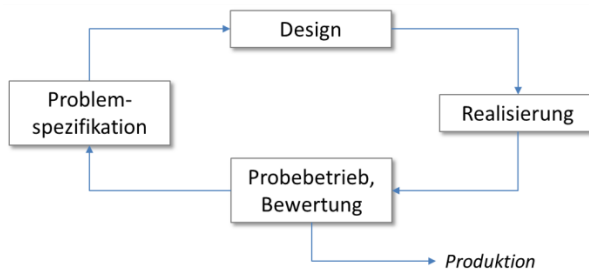 Design
Problem-
spezifikation
Realisierung
Probebetrieb,
Bewertung
Produktion